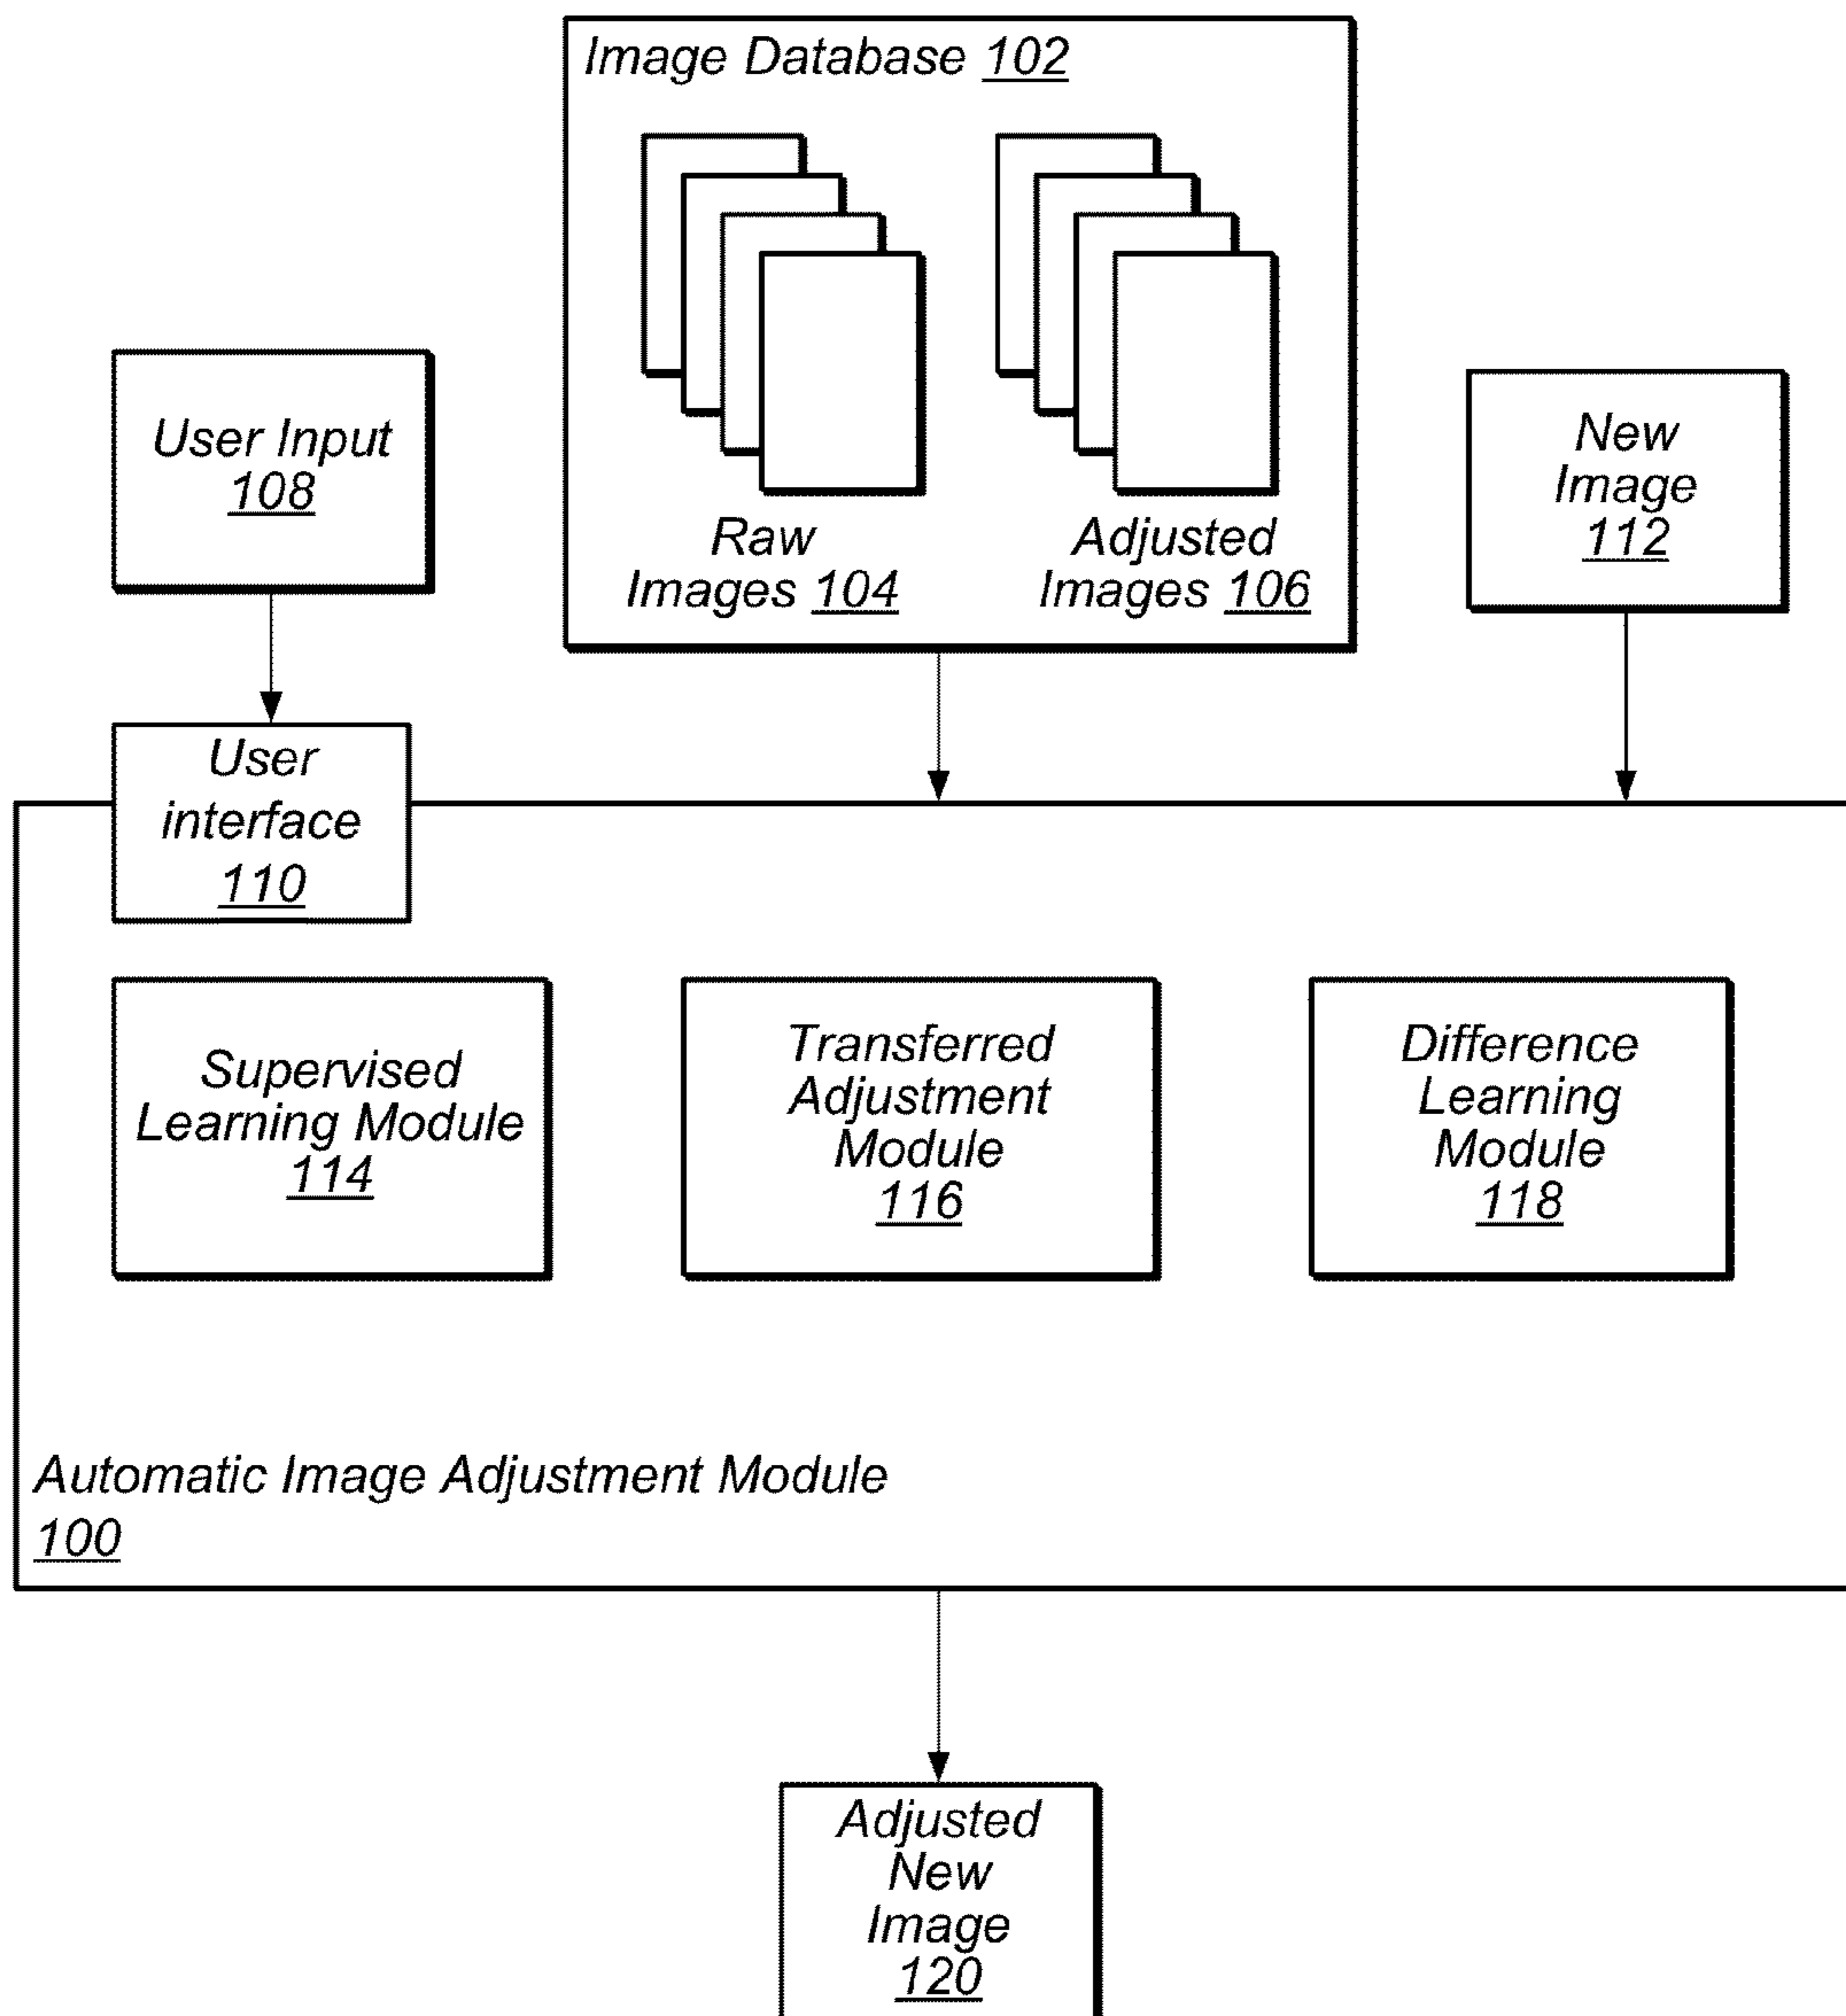 Image Database 102
Raw
Images 104
Adjusted
Images 106
User Input
108
New
Image
112
User
interface
110
Supervised
Learning Module
114
Transferred
Adjustment
Module
116
Difference
Learning
Module
118
Automatic Image Adjustment Module
100
Adjusted
New
Image
120